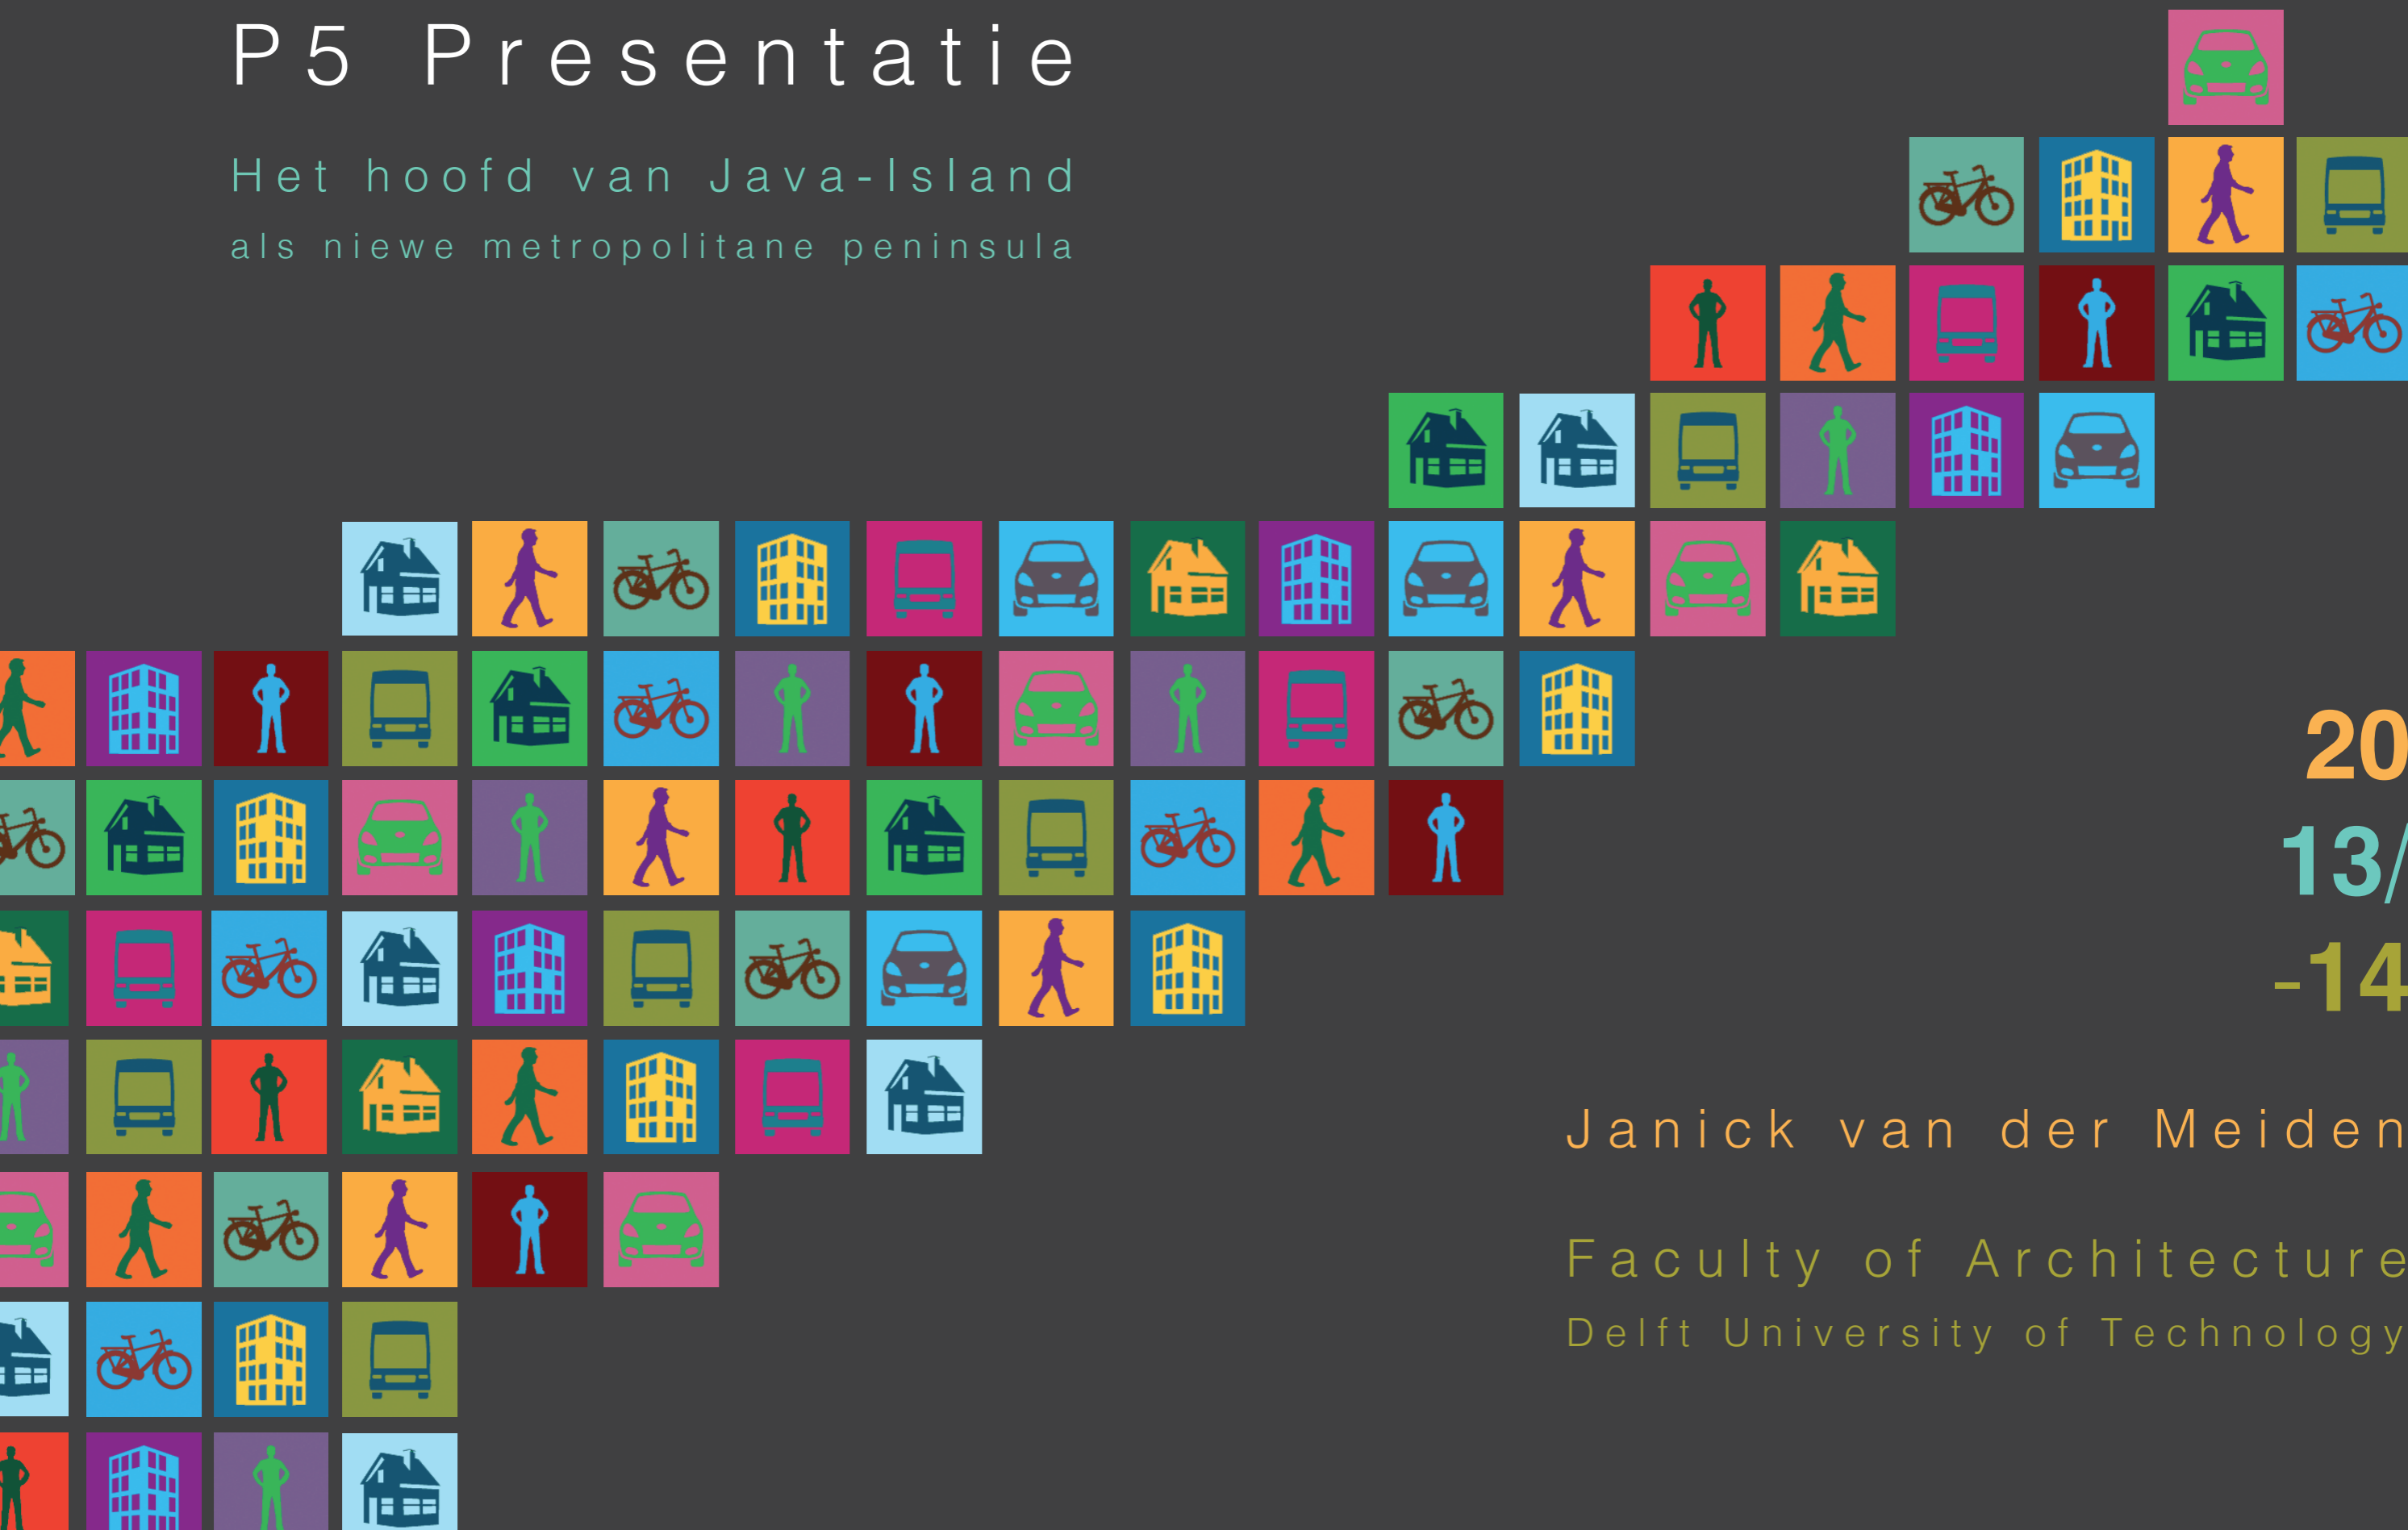 P5 Presentatie
Het hoofd van Java-Island
als niewe metropolitane peninsula
20
13/
-14
Janick van der Meiden
Faculty of Architecture
Delft University of Technology